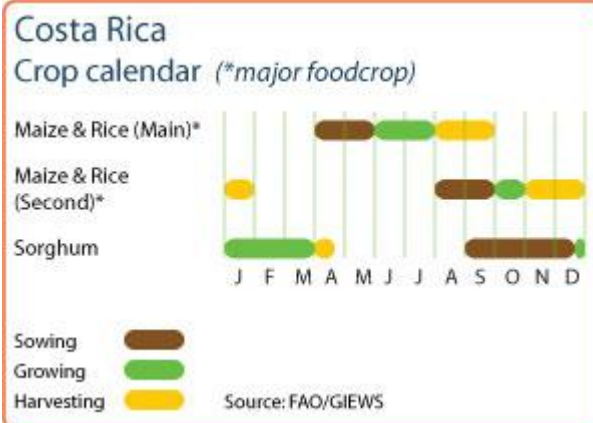 Costa Rica
Crop calendar (*major foodcrop)
Maize & Rice (Main)*
Maize & Rice
(Second)*
Sorghum
J F M A M J J A S O N D
Sowing
Growing
Harvesting
Source: FAO/GIEWS